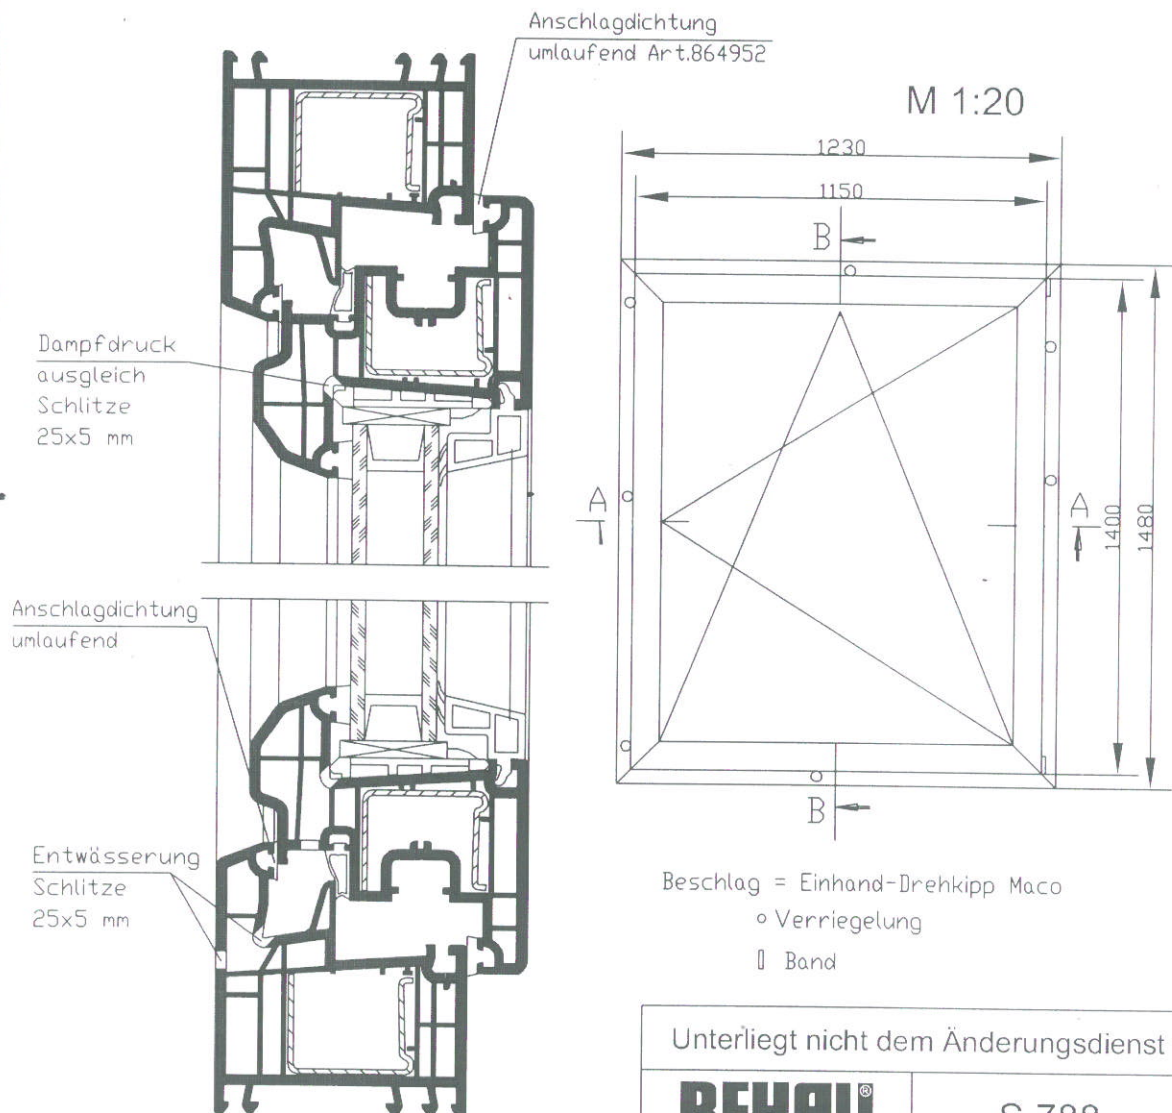 Anschlagdichtung
umlaufend Art.864952
M 1:20
1230
1150
B
Dampfdruck
ausgleich
Schlitze
25x5 mm
A
A
1400
1480
Anschlagdichtung
umlaufend
B
Entwässerung
Schlitze
25x5 mm
Beschlag = Einhand-Drehkipp Maco
Verriegelung
Band
Unterliegt nicht dem Änderungsdienst
REHAU®
S 788